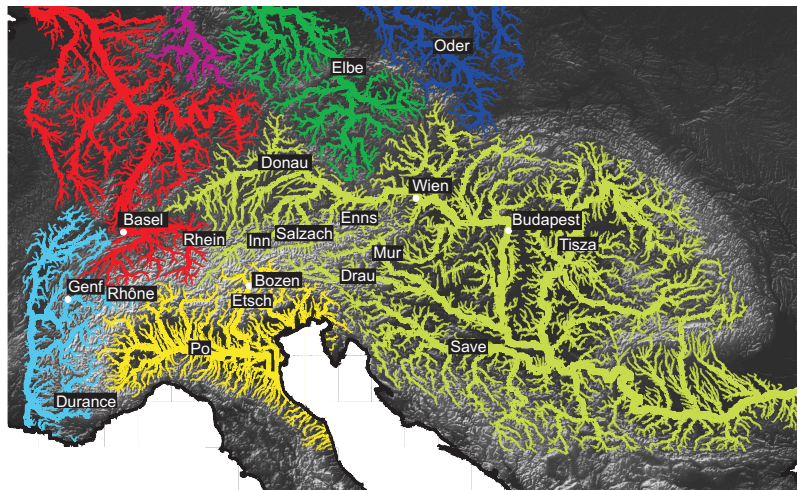 Oder
Elbe
Donau
Wien
Basel
Enns
Budapest
Salzach
Rhein
Inn
Tisza
Mur
Bozen
Drau
Genf
Rhône
Etsch
Save
Po
Durance